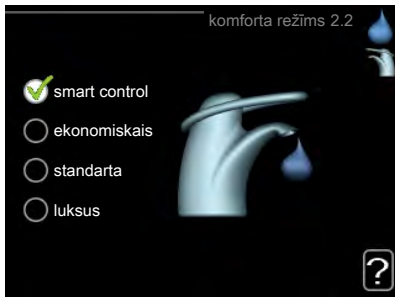 komforta režīms 2.2
smart control
ekonomiskais
standarta
luksus
?